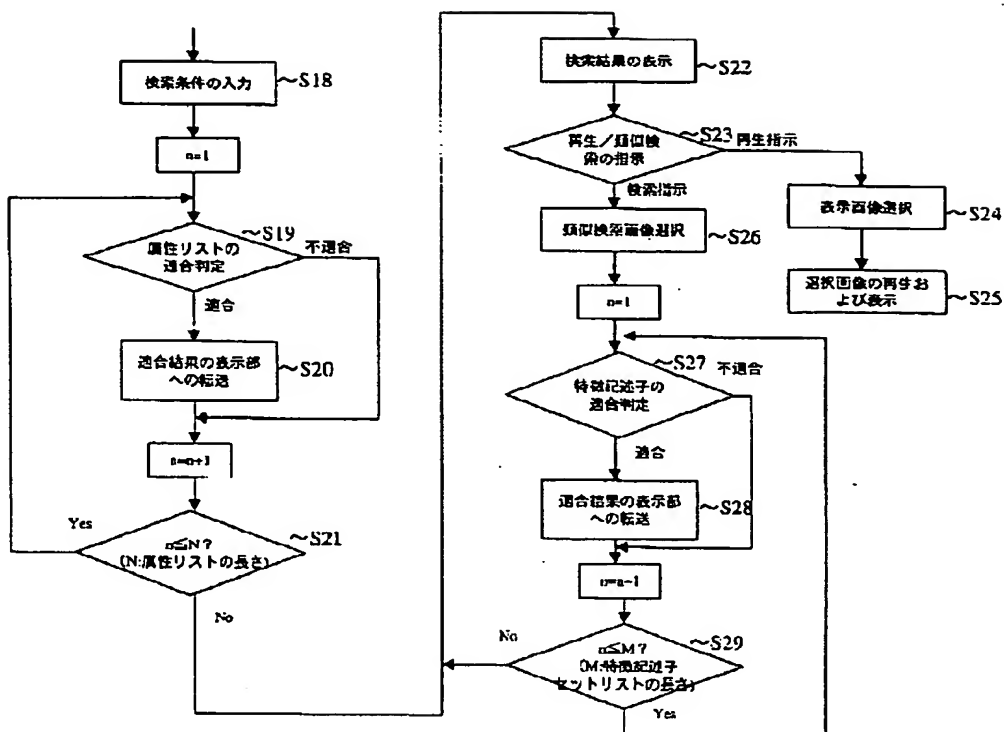 検索条件の入力
～S18
n=1
～S19
属性リストの
適合判定
不適合
適合
適合結果の表示部
への転送
～S20
n=n+1
Yes
n≦N？
(N:属性リストの長さ)
～S21
No
検索結果の表示
～S22
～S23
再生／類似検
索の指示
再生指示
検索指示
表示画像選択
～S24
選択画像の再生お
よび表示
～S25
類似検索画像選択
～S26
n=1
～S27
特徴記述子の
適合判定
不適合
適合
適合結果の表示部
への転送
～S28
No
n≦M？
(M:特徴記述子
セットリストの長さ)
～S29
Yes